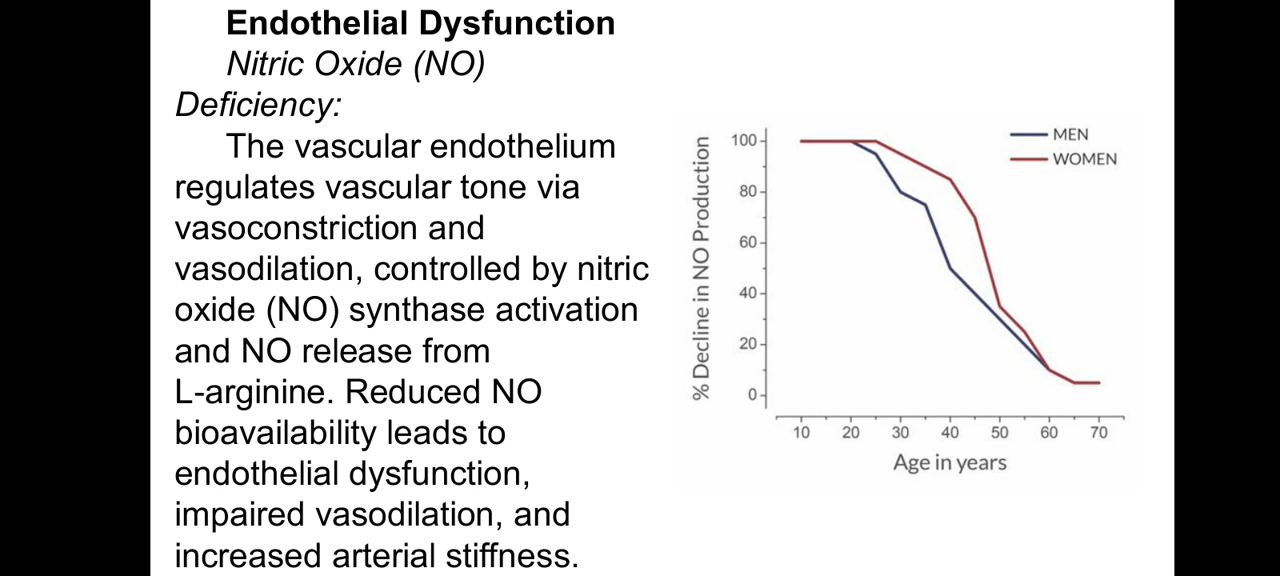 Endothelial Dysfunction
Nitric Oxide (NO)
Deficiency:
The vascular endothelium
regulates vascular tone via
vasoconstriction and
vasodilation, controlled by nitric
oxide (NO) synthase activation
and NO release from
L-arginine. Reduced NO
bioavailability leads to
endothelial dysfunction,
impaired vasodilation, and
increased arterial stiffness.
MEN
WOMEN
% Decline in NO Production
100
80
60
40
20
0
10 20 30 40 50 60 70
Age in years